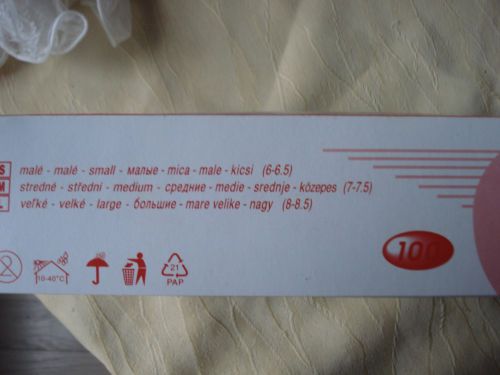 S malé - malé - small - малые - mica - male - kicsi (6-6.5)
M stredné - střední - medium - средние - medie - srednje - közepes (7-7.5)
L veľké - velké - large - большие - mare velike - nagy (8-8.5)
100
10-40°C
21
PAP